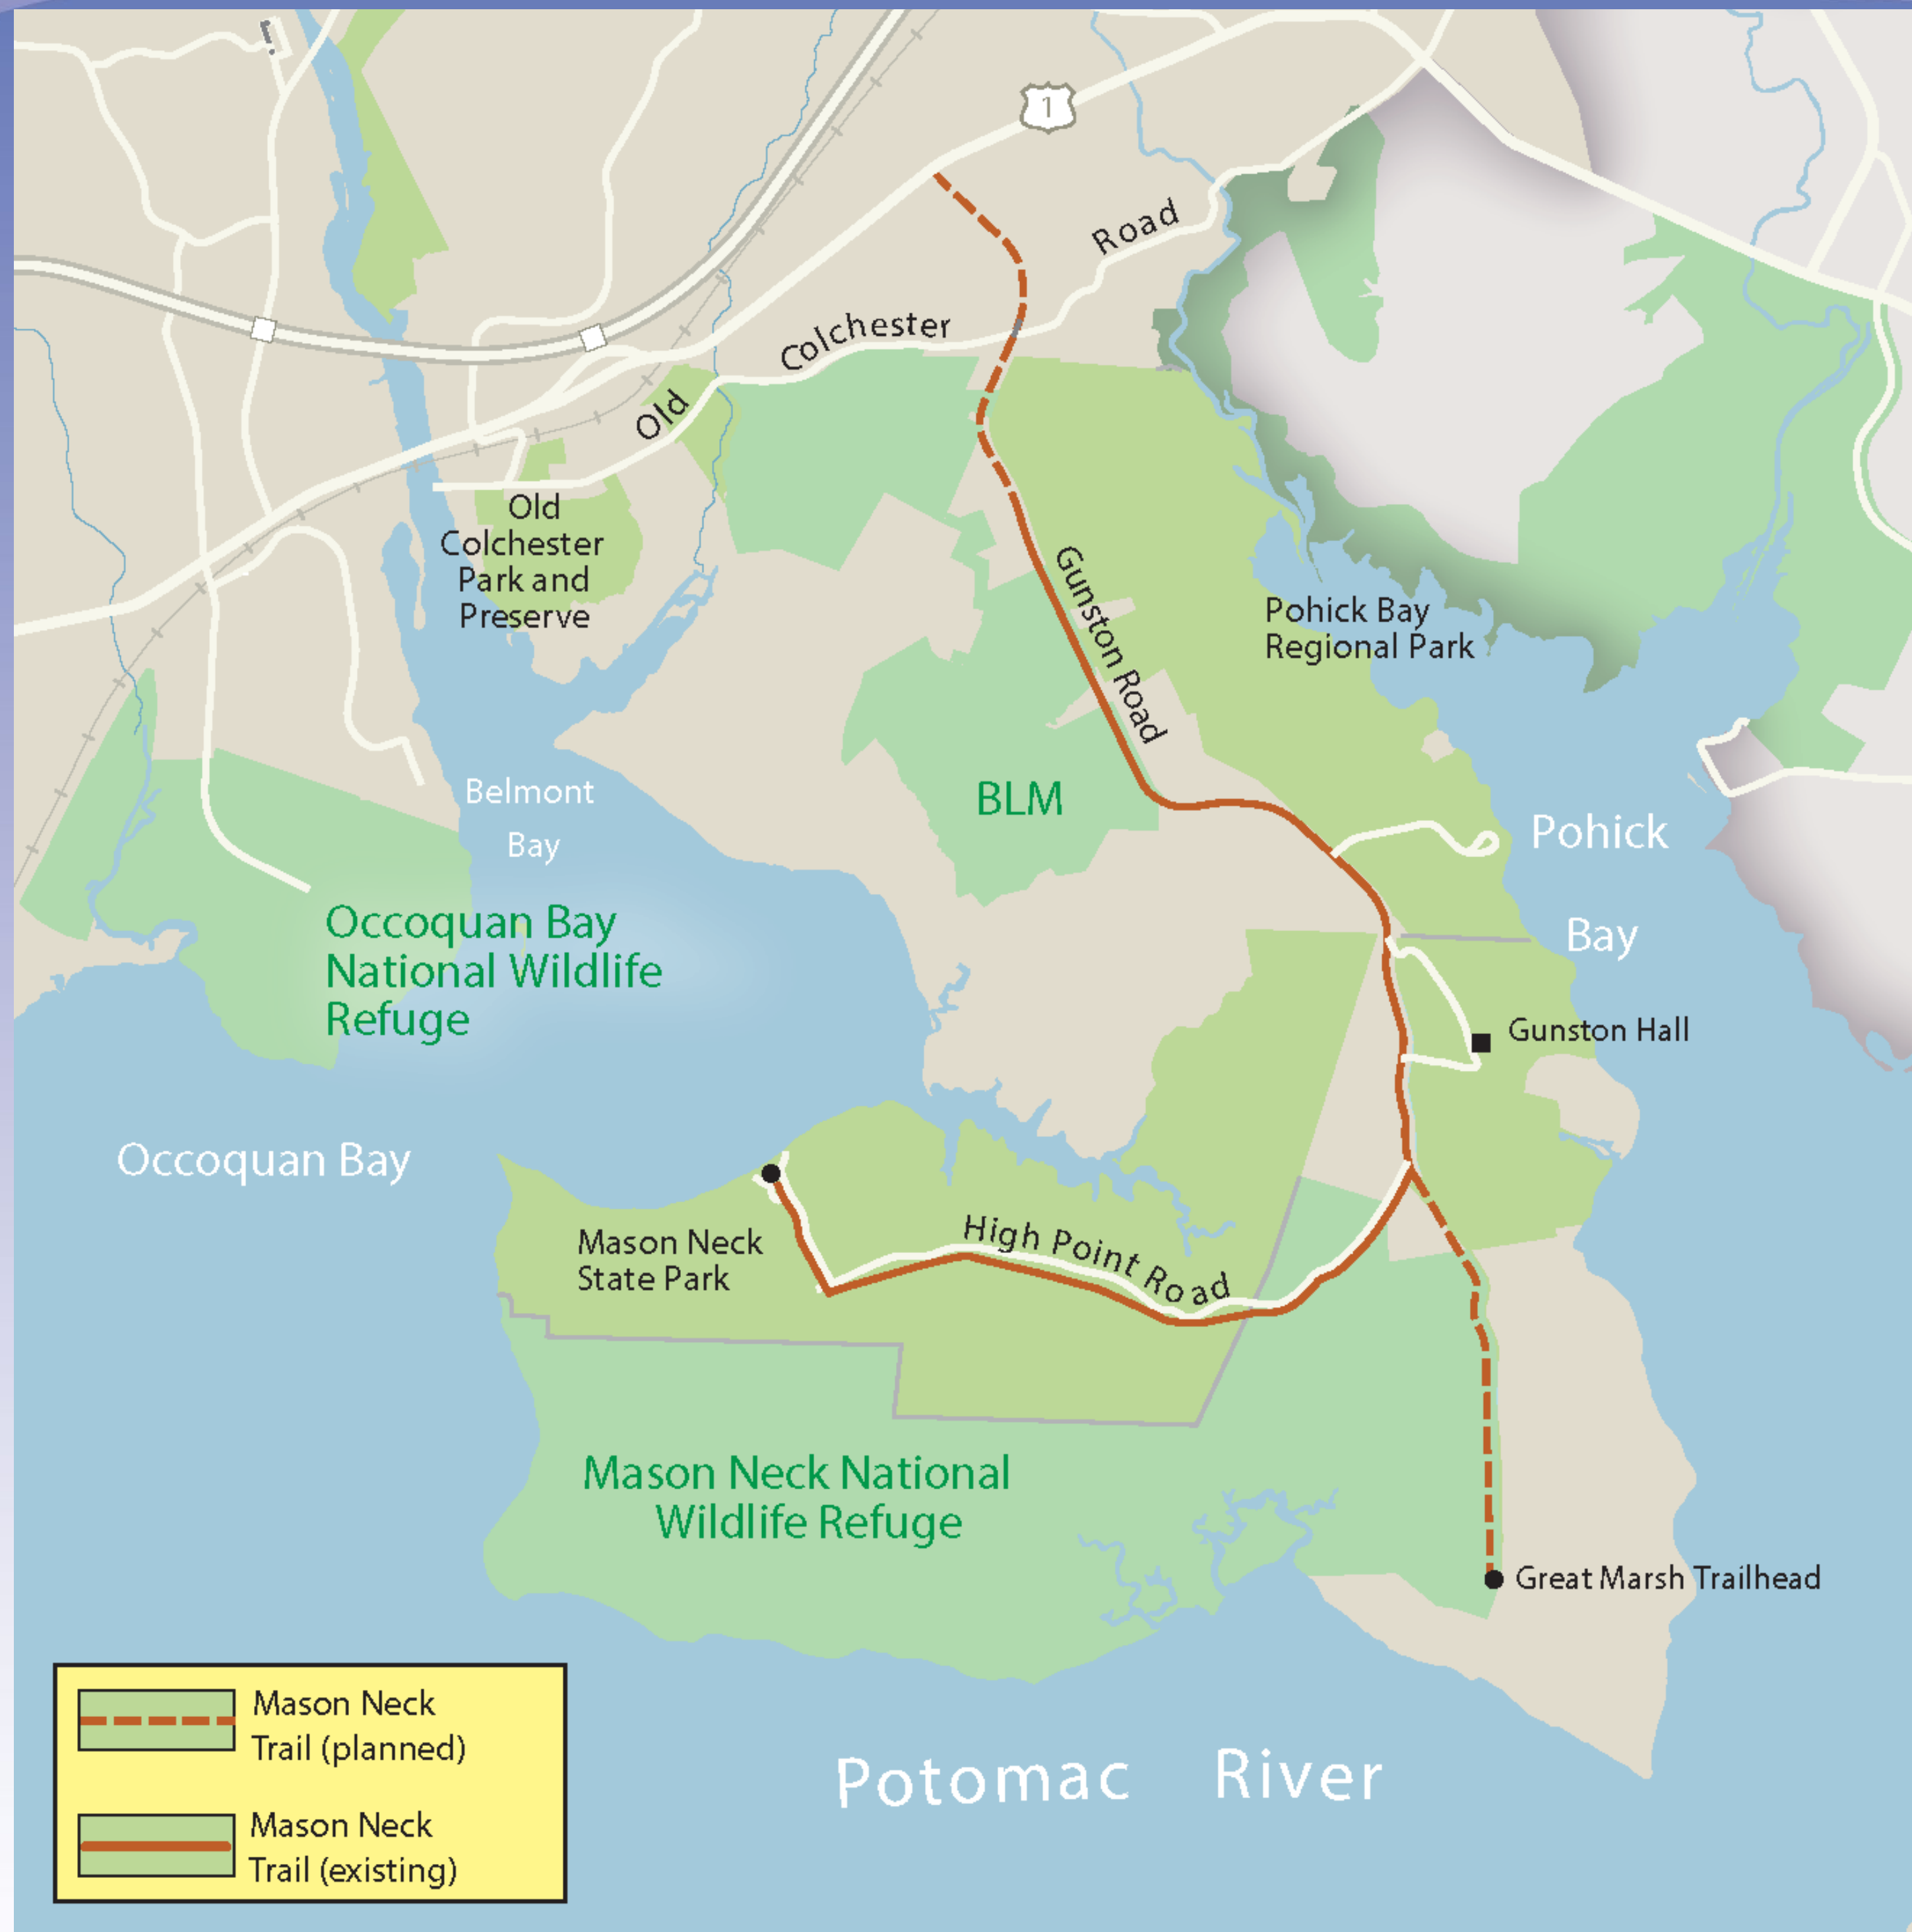 1
Road
Colchester
Old
Old
Colchester
Park and
Preserve
Gunston Road
Pohick Bay
Regional Park
Belmont
Bay
BLM
Pohick
Bay
Occoquan Bay
National Wildlife
Refuge
Gunston Hall
Occoquan Bay
Mason Neck
State Park
High Point Road
Mason Neck National
Wildlife Refuge
Great Marsh Trailhead
Mason Neck
Trail (planned)
Mason Neck
Trail (existing)
Potomac River